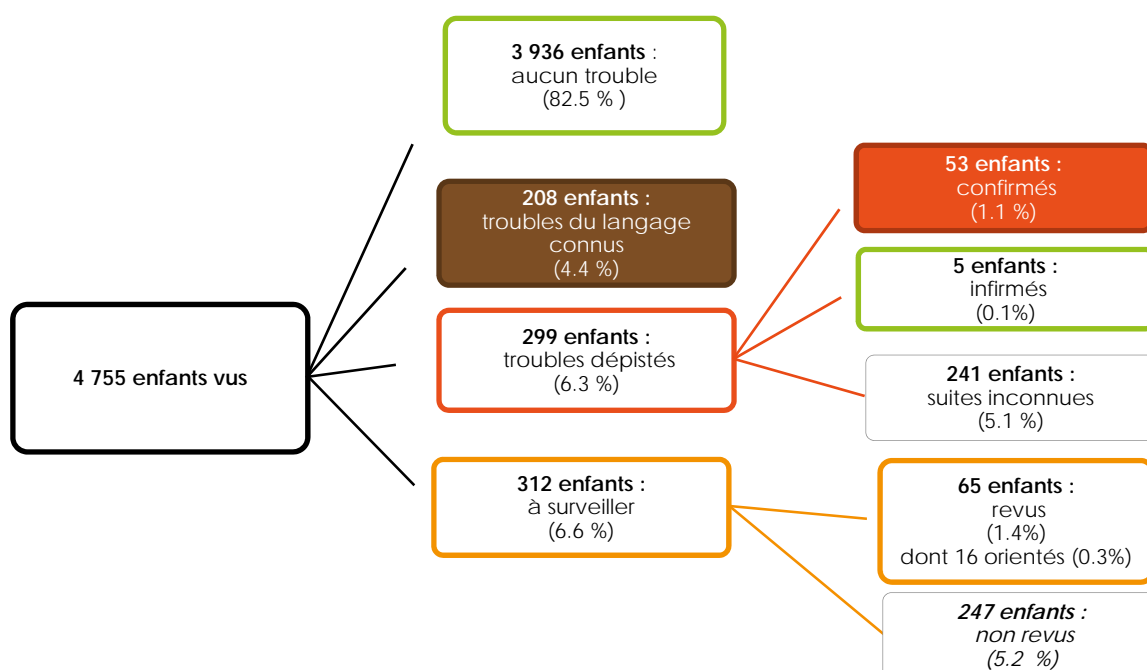 3 936 enfants :
aucun trouble
(82.5 % )
208 enfants :
troubles du langage
connus
(4.4 %)
299 enfants :
troubles dépistés
(6.3 %)
4 755 enfants vus
312 enfants :
à surveiller
(6.6 %)
53 enfants :
confirmés
(1.1 %)
5 enfants :
infirmés
(0.1%)
241 enfants :
suites inconnues
(5.1 %)
65 enfants :
revus
(1.4%)
dont 16 orientés (0.3%)
247 enfants :
non revus
(5.2 %)